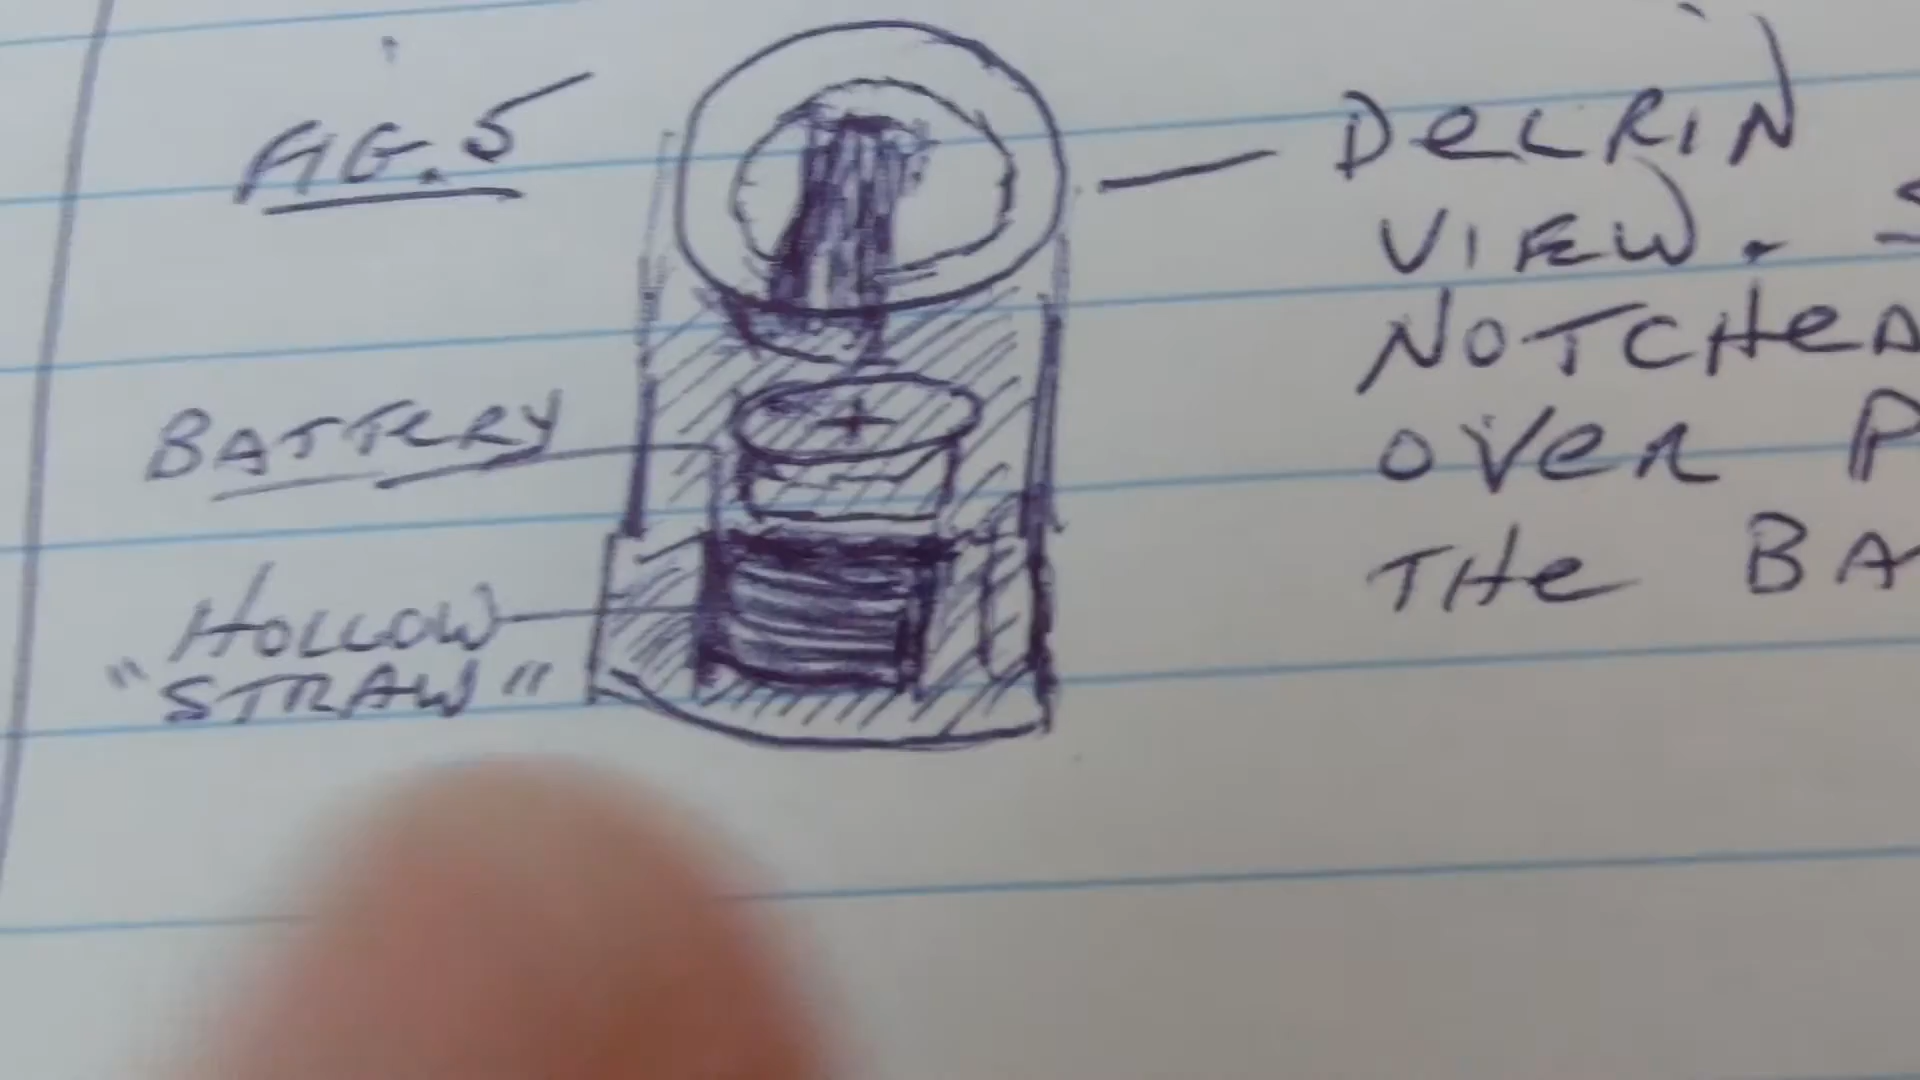 FIG. 5
DELRIN
VIEW.
NOTCHED
OVER
THE
BATTERY
HOLLOW
"STRAW"
+